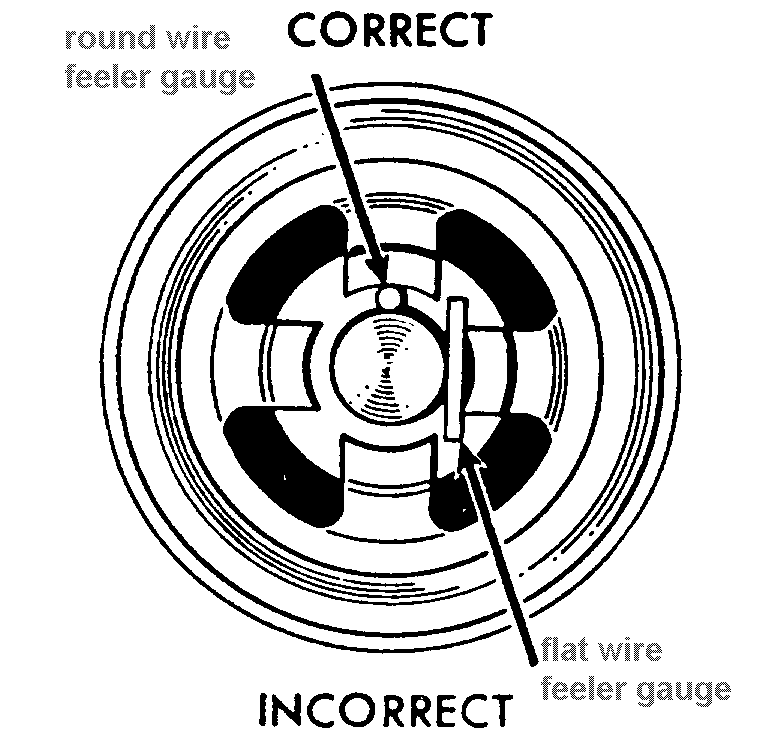 CORRECT
round wire
feeler gauge
flat wire
feeler gauge
INCORRECT